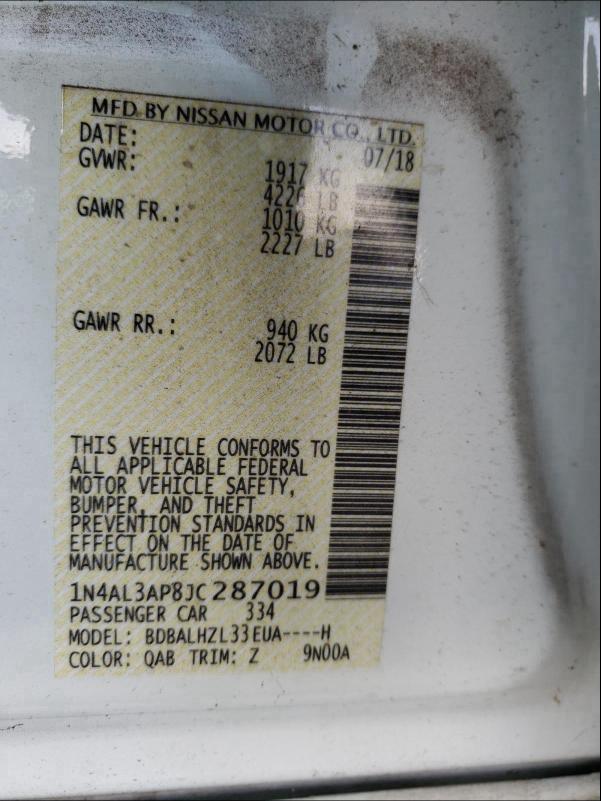 MFD BY NISSAN MOTOR CO., LTD.
DATE: 07/18
GVWR: 1917 KG
4226 LB
GAWR FR.: 1010 KG
2227 LB
GAWR RR.: 940 KG
2072 LB
THIS VEHICLE CONFORMS TO
ALL APPLICABLE FEDERAL
MOTOR VEHICLE SAFETY,
BUMPER, AND THEFT
PREVENTION STANDARDS IN
EFFECT ON THE DATE OF
MANUFACTURE SHOWN ABOVE.
1N4AL3AP8JC287019
PASSENGER CAR 334
MODEL: BDBALHZL33EUA----H
COLOR: QAB TRIM: Z 9N00A